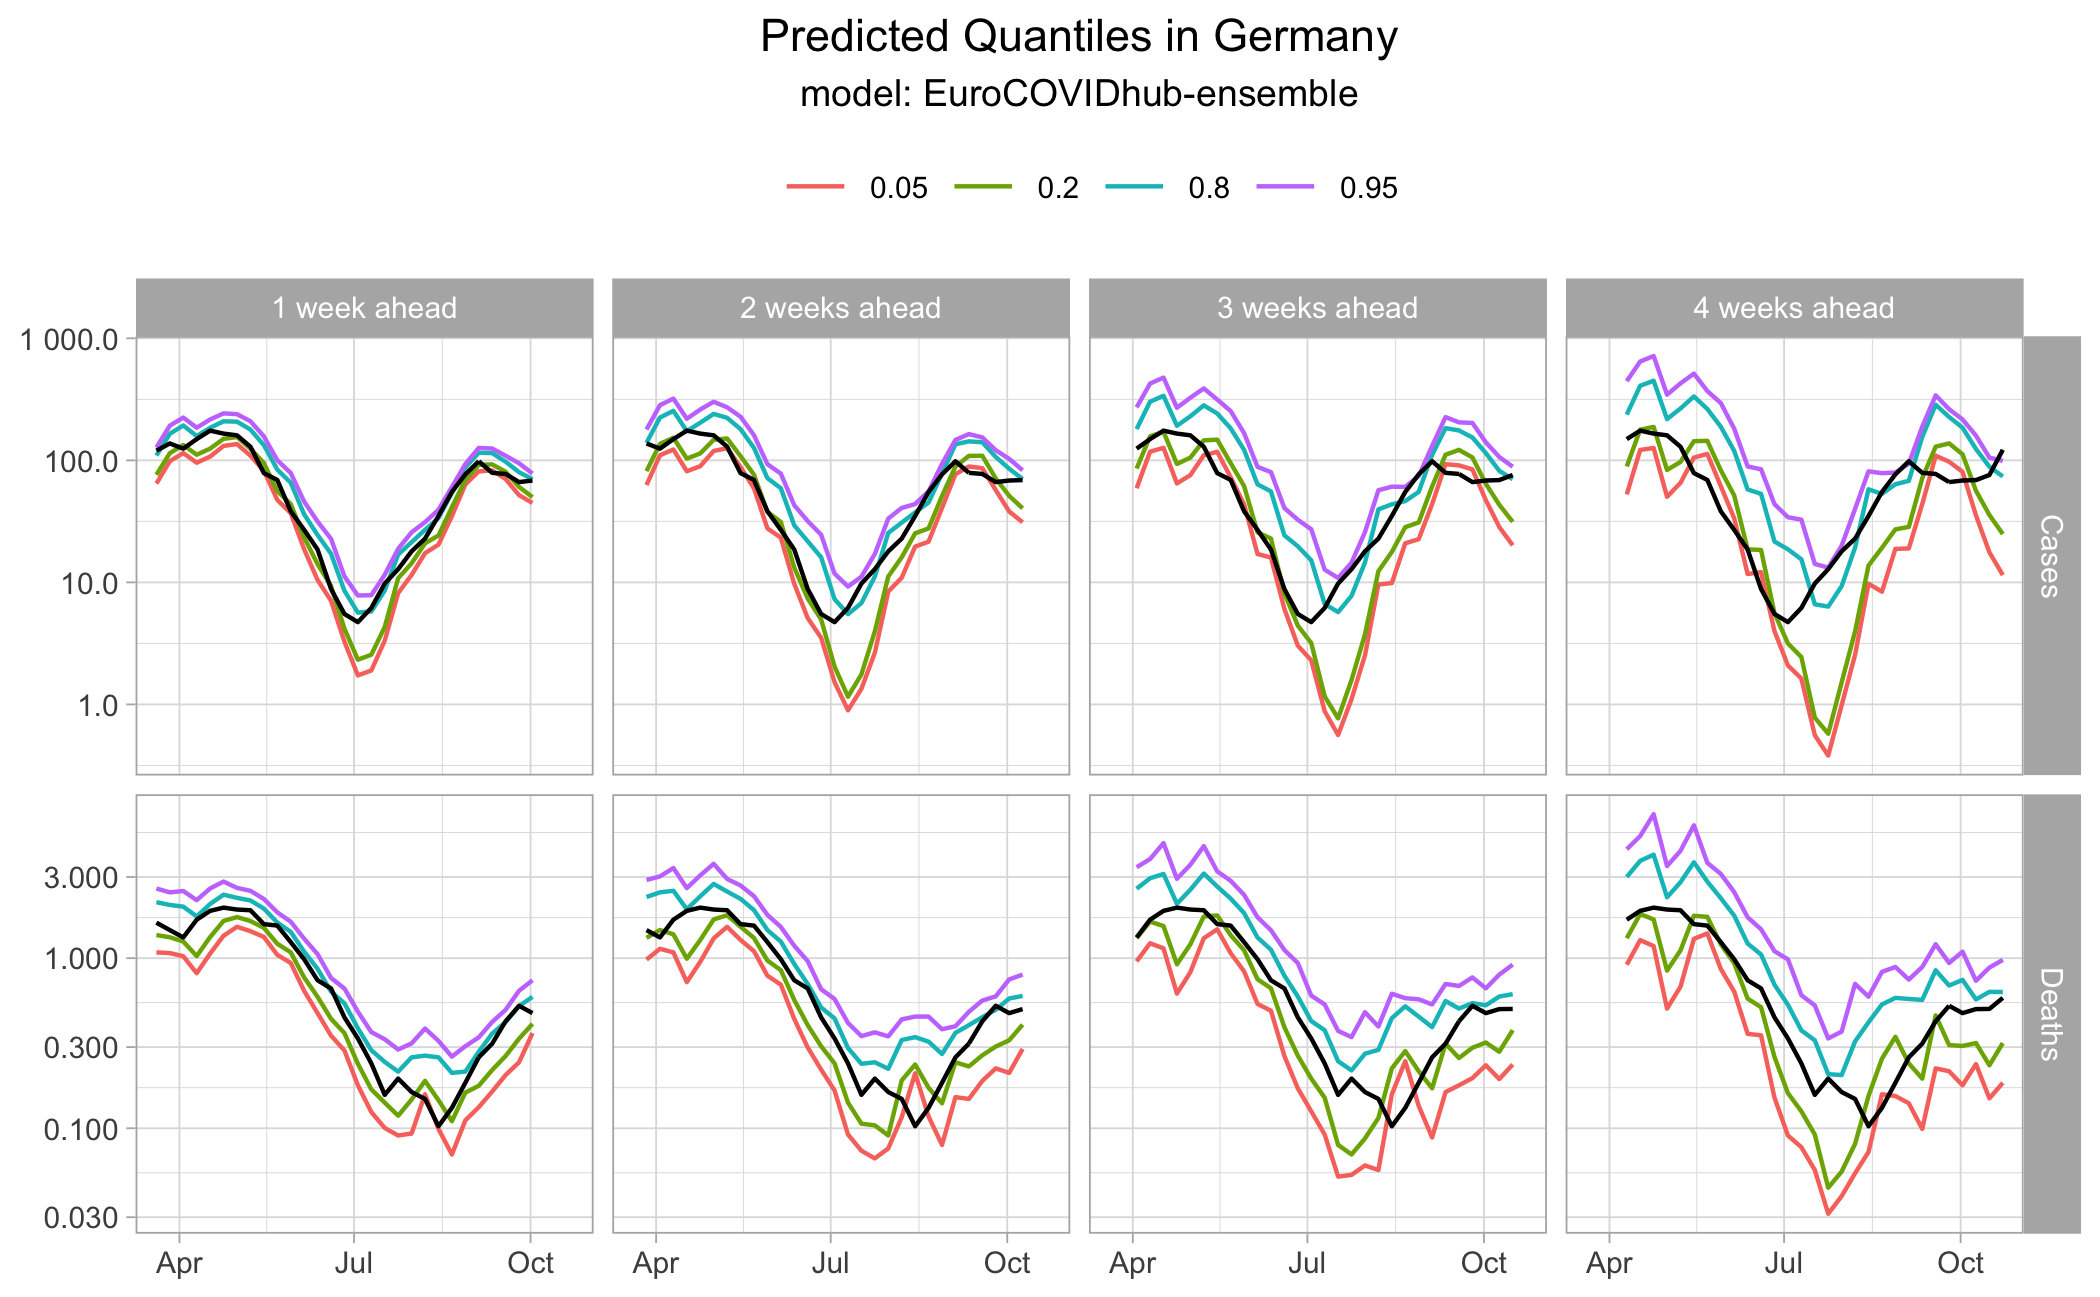 Predicted Quantiles in Germany
model: EuroCOVIDhub-ensemble
0.05 0.2 0.8 0.95
1 week ahead 2 weeks ahead 3 weeks ahead 4 weeks ahead
1 000.0
100.0
10.0
1.0
Cases
3.000
1.000
0.300
0.100
0.030
Deaths
Apr Jul Oct Apr Jul Oct Apr Jul Oct Apr Jul Oct